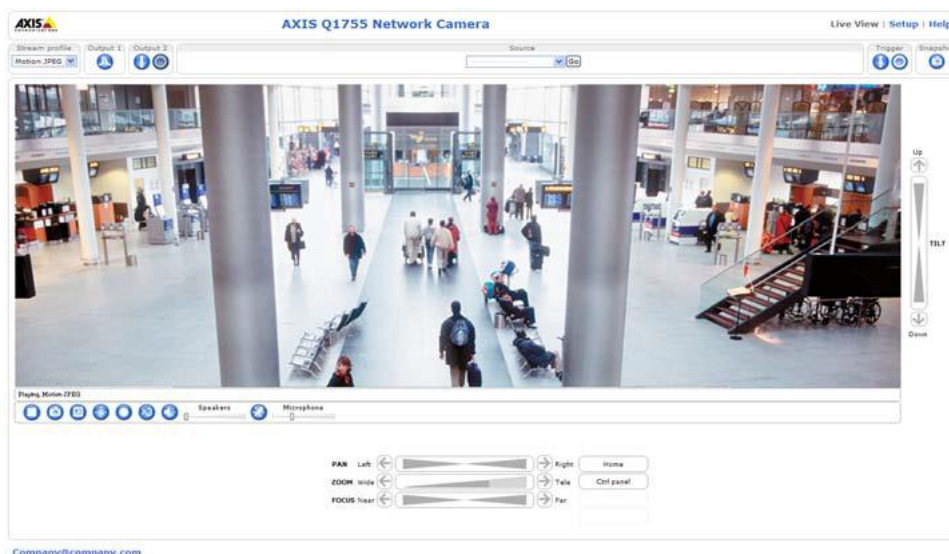 AXIS
COMMUNICATIONS
AXIS Q1755 Network Camera
Live View | Setup | Help
Stream profile
Output 1
Output 2
Source
Trigger
Snapsho
Motion JPEG
Go
Up
TILT
Down
Playing, Motion JPEG
Speakers
Microphone
PAN Left Right Home
ZOOM Wide Tele Ctrl panel
FOCUS Near Far
Company@company.com